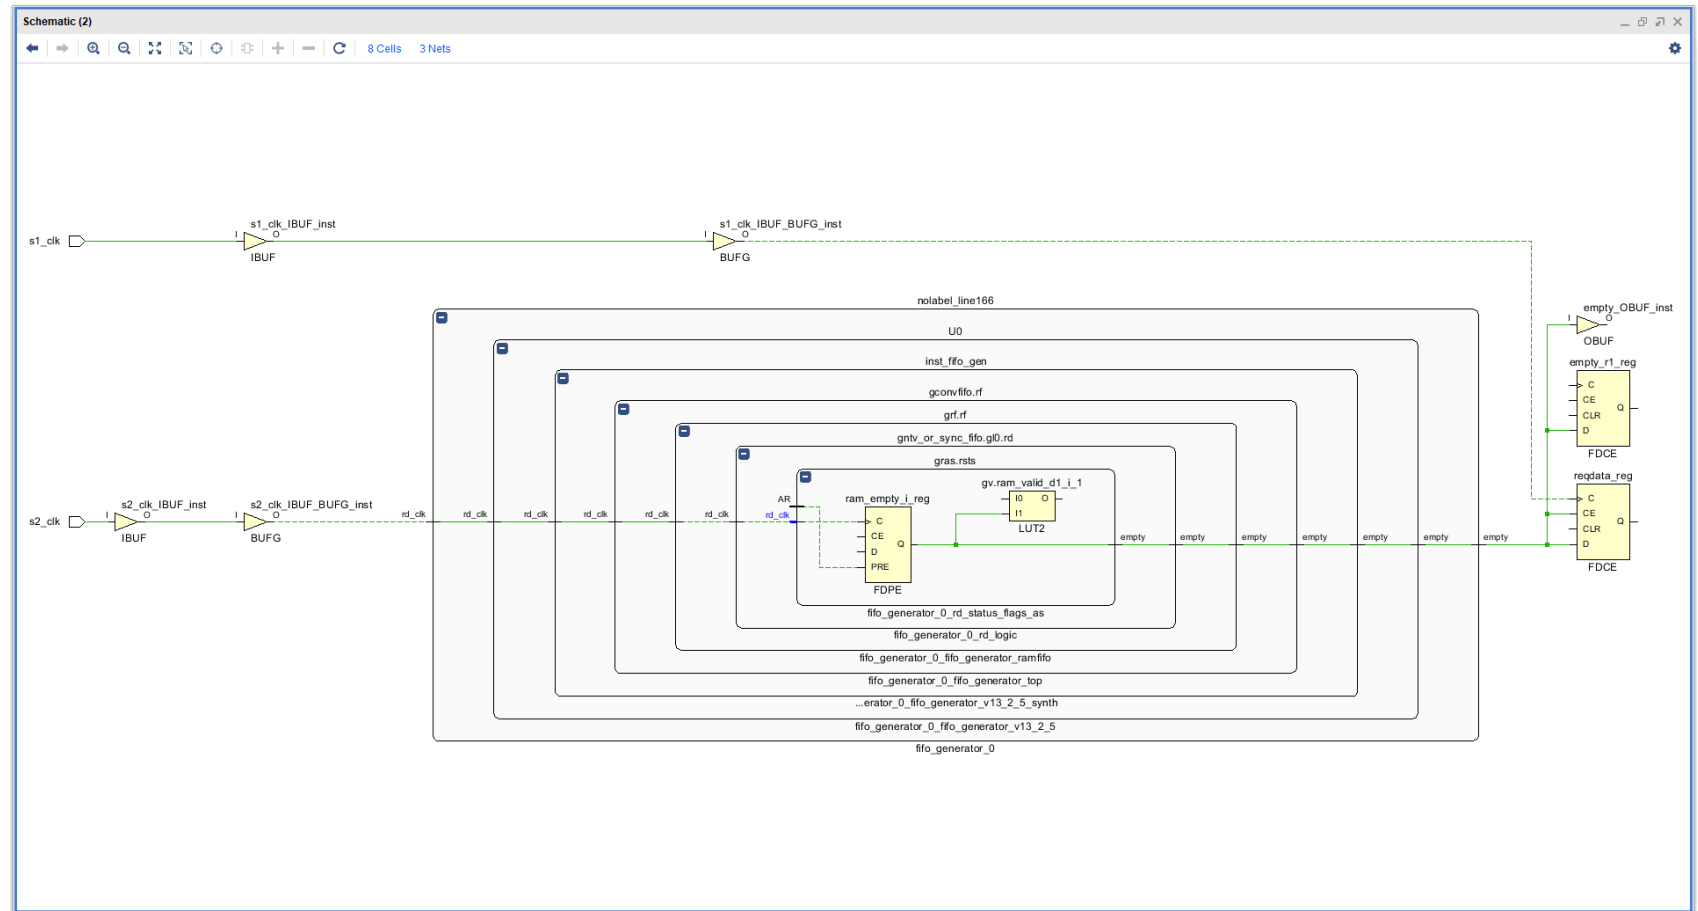 Schematic (2)
8 Cells 3 Nets
s1_clk_IBUF_inst
s1_clk_IBUF_BUFG_inst
s1_clk
I O
I O
IBUF
BUFG
nolabel_line166
empty_OBUF_inst
I O
U0
OBUF
inst_fifo_gen
empty_r1_reg
C
CE
CLR
D
Q
FDCE
gconvfifo.rf
grf.rf
gntv_or_sync_fifo.gl0.rd
gras.rsts
reqdata_reg
C
CE
CLR
D
Q
FDCE
gv.ram_valid_d1_i_1
I0 O
I1
LUT2
AR
ram_empty_i_reg
C
CE
D
PRE
Q
FDPE
s2_clk_IBUF_inst
s2_clk_IBUF_BUFG_inst
s2_clk
I O
I O
IBUF
BUFG
rd_clk rd_clk rd_clk rd_clk rd_clk rd_clk rd_clk
empty empty empty empty empty empty empty
fifo_generator_0_rd_status_flags_as
fifo_generator_0_rd_logic
fifo_generator_0_fifo_generator_ramfifo
fifo_generator_0_fifo_generator_top
...erator_0_fifo_generator_v13_2_5_synth
fifo_generator_0_fifo_generator_v13_2_5
fifo_generator_0